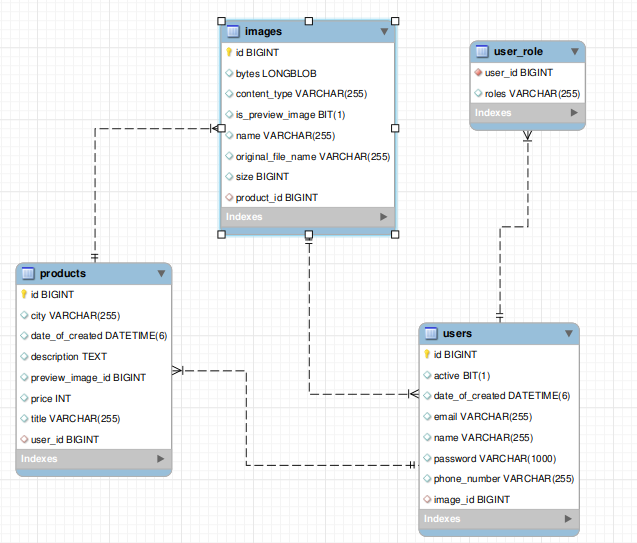 images
id BIGINT
bytes LONGBLOB
content_type VARCHAR(255)
is_preview_image BIT(1)
name VARCHAR(255)
original_file_name VARCHAR(255)
size BIGINT
product_id BIGINT
Indexes
user_role
user_id BIGINT
roles VARCHAR(255)
Indexes
products
id BIGINT
city VARCHAR(255)
date_of_created DATETIME(6)
description TEXT
preview_image_id BIGINT
price INT
title VARCHAR(255)
user_id BIGINT
Indexes
users
id BIGINT
active BIT(1)
date_of_created DATETIME(6)
email VARCHAR(255)
name VARCHAR(255)
password VARCHAR(1000)
phone_number VARCHAR(255)
image_id BIGINT
Indexes